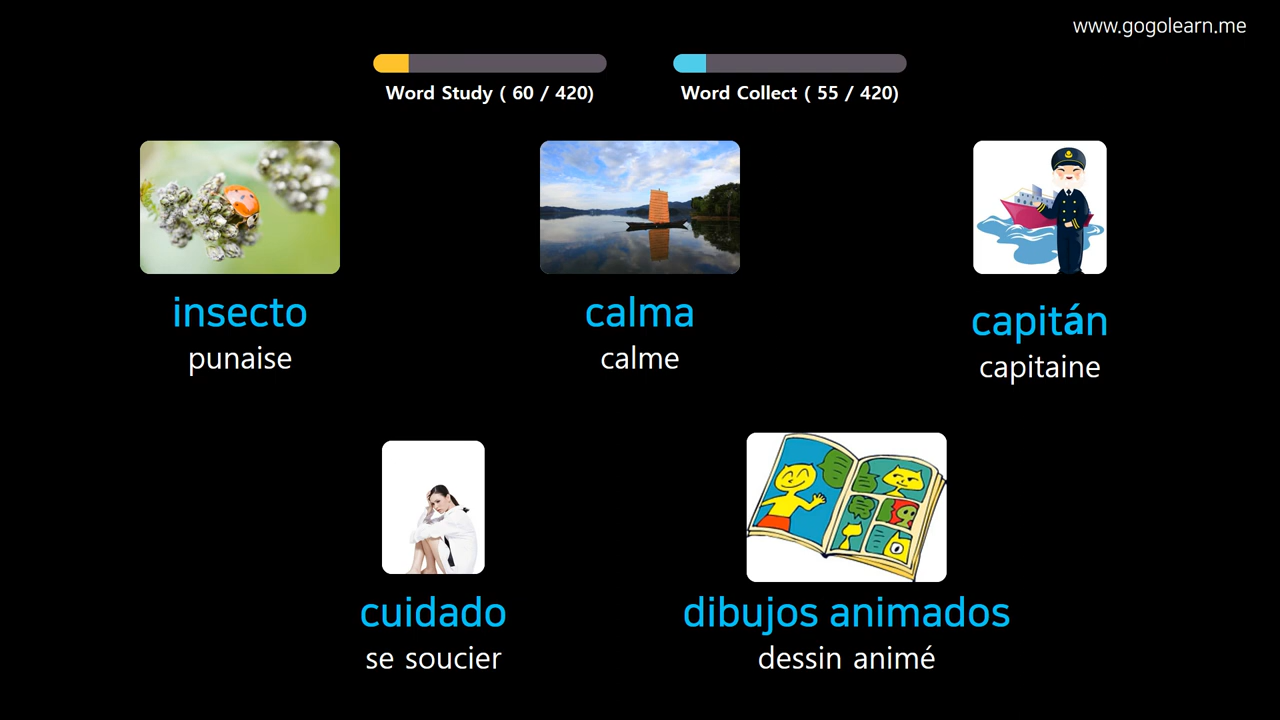 www.gogolearn.me
Word Study ( 60 / 420)
Word Collect ( 55 / 420)
insecto
punaise
calma
calme
capitán
capitaine
cuidado
se soucier
dibujos animados
dessin animé